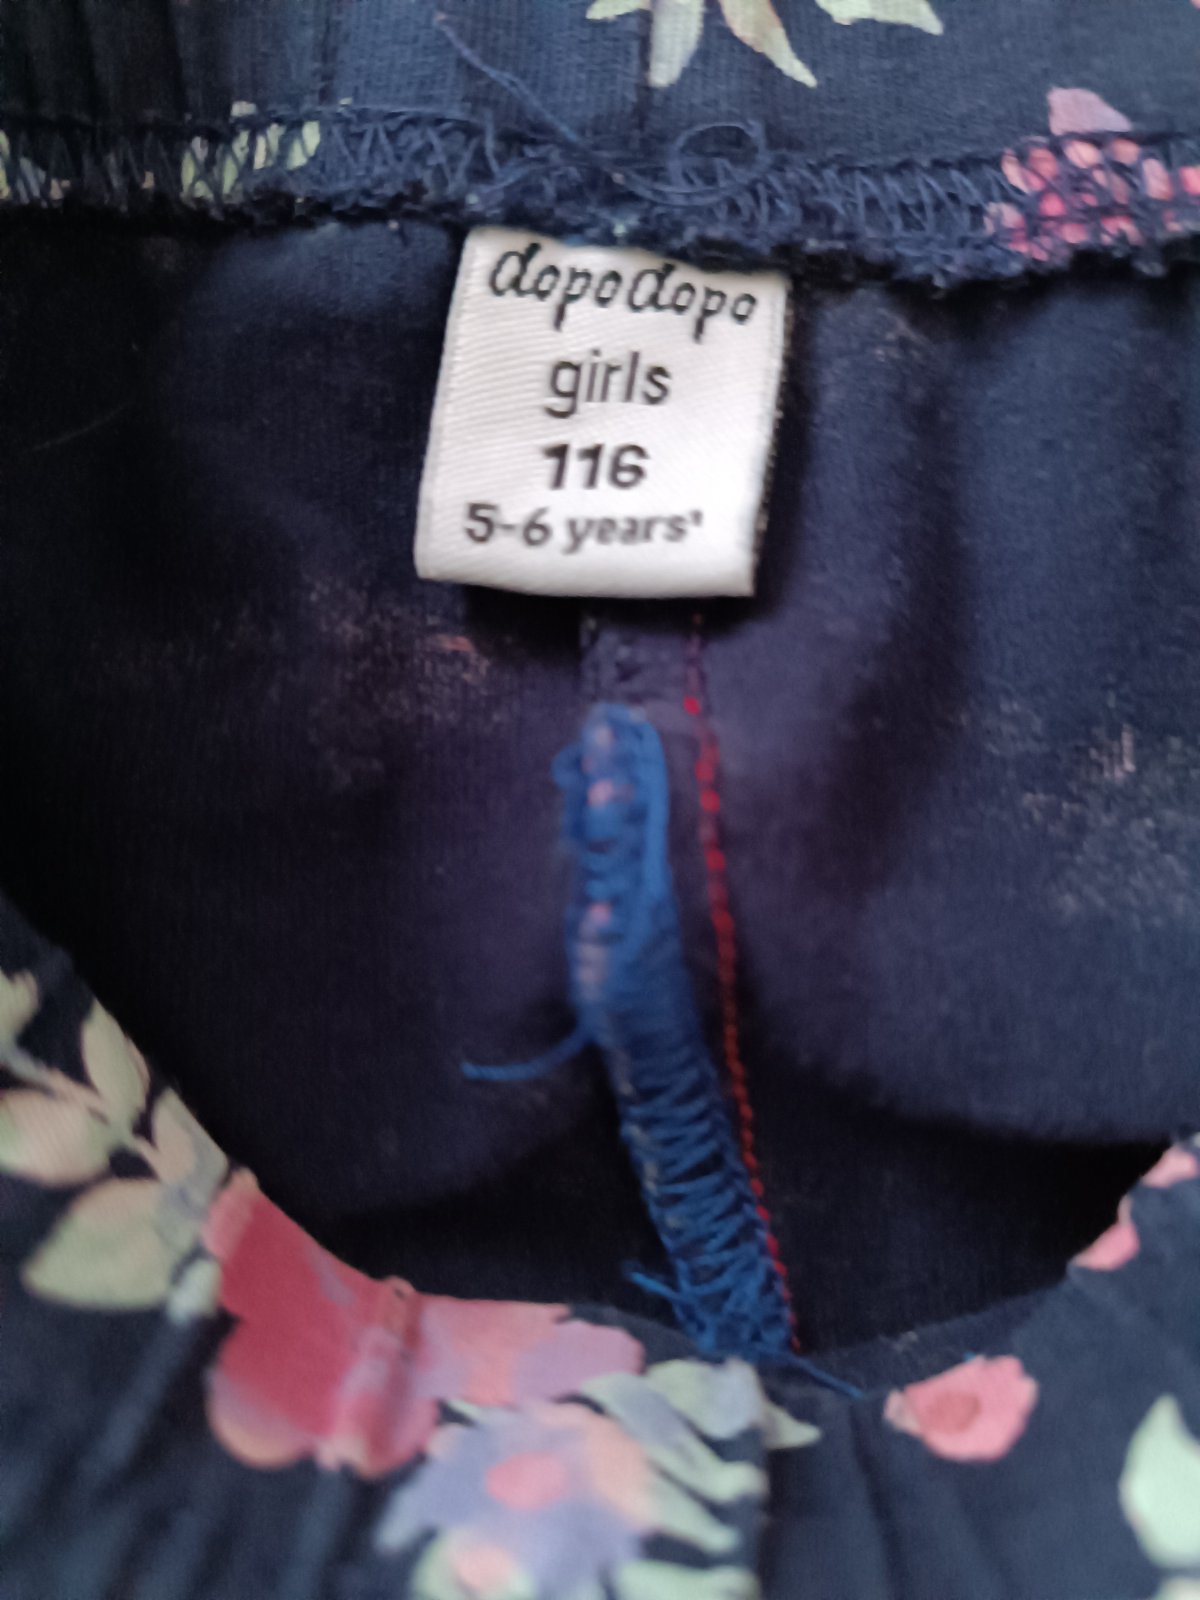 dopodopo
girls
116
5-6 years'